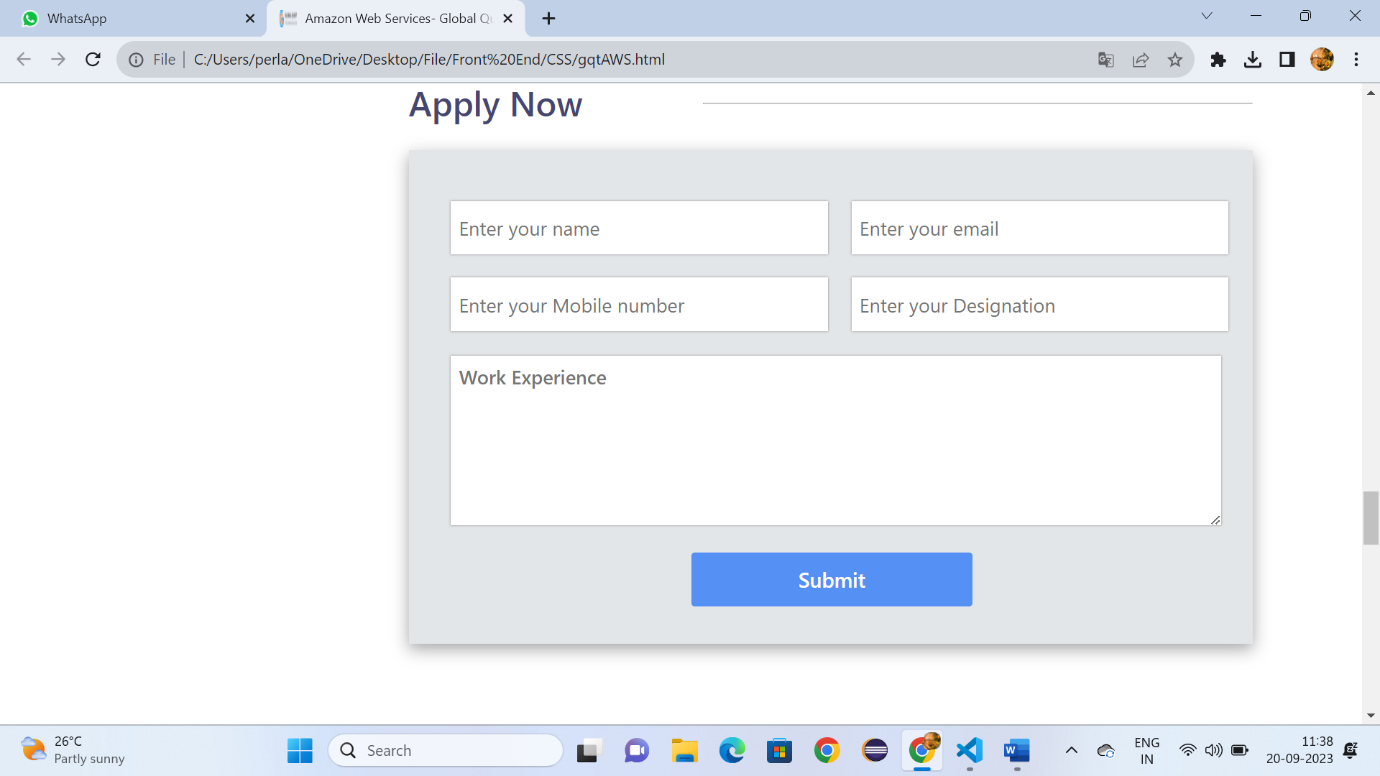 WhatsApp
Amazon Web Services- Global Qu
File
C:/Users/perla/OneDrive/Desktop/File/Front%20End/CSS/gqtAWS.html
Apply Now
Enter your name
Enter your email
Enter your Mobile number
Enter your Designation
Work Experience
Submit
26°C
Partly sunny
Search
ENG
IN
11:38
20-09-2023